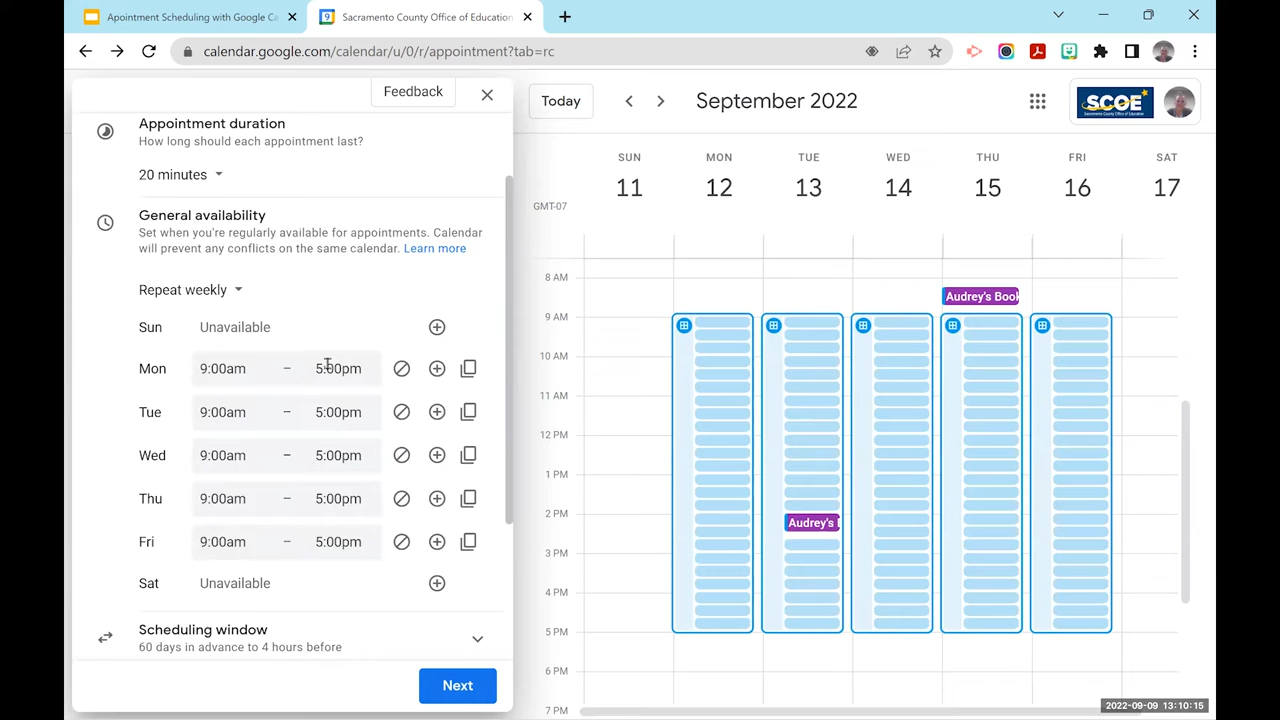 Apointment Scheduling with Google Ca
Sacramento County Office of Education
calendar.google.com/calendar/u/0/r/appointment?tab=rc
Feedback
Appointment duration
How long should each appointment last?
20 minutes
General availability
Set when you're regularly available for appointments. Calendar
will prevent any conflicts on the same calendar. Learn more
Repeat weekly
Sun Unavailable
Mon 9:00am – 5:00pm
Tue 9:00am – 5:00pm
Wed 9:00am – 5:00pm
Thu 9:00am – 5:00pm
Fri 9:00am – 5:00pm
Sat Unavailable
Scheduling window
60 days in advance to 4 hours before
Next
Today
September 2022
SCOE
Sacramento County Office of Education
SUN MON TUE WED THU FRI SAT
11 12 13 14 15 16 17
GMT-07
8 AM
Audrey's Book
9 AM
10 AM
11 AM
12 PM
1 PM
2 PM
Audrey's
3 PM
4 PM
5 PM
6 PM
7 PM
2022-09-09 13:10:15